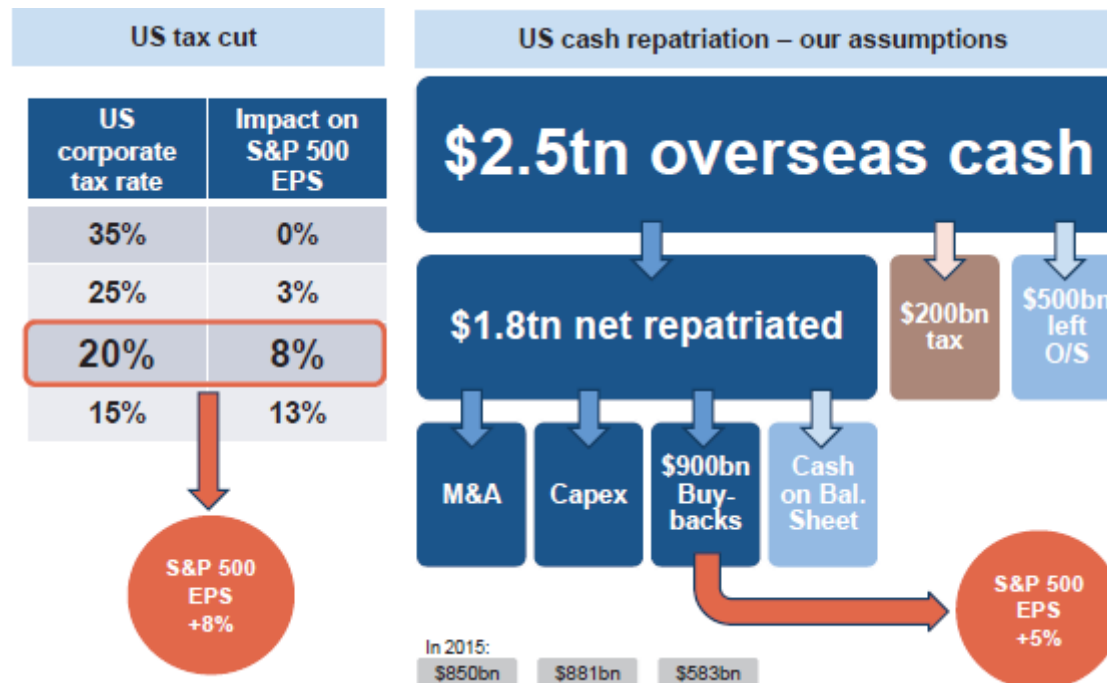 US tax cut
US
corporate
tax rate
Impact on
S&P 500
EPS
35%
0%
25%
3%
20%
8%
15%
13%
S&P 500
EPS
+8%
US cash repatriation – our assumptions
$2.5tn overseas cash
$1.8tn net repatriated
$200bn
tax
$500bn
left
O/S
M&A
Capex
$900bn
Buy-
backs
Cash
on Bal.
Sheet
S&P 500
EPS
+5%
In 2015:
$850bn
$881bn
$583bn